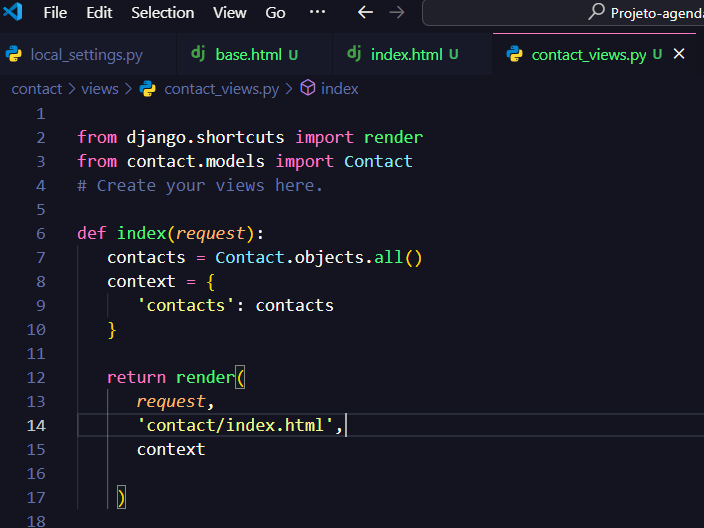 File Edit Selection View Go ··· ← → Projeto-agenda
local_settings.py dj base.html U dj index.html U contact_views.py U ×
contact > views > contact_views.py > index
1
2 from django.shortcuts import render
3 from contact.models import Contact
4 # Create your views here.
5
6 def index(request):
7     contacts = Contact.objects.all()
8     context = {
9         'contacts': contacts
10     }
11
12     return render(
13         request,
14         'contact/index.html',
15         context
16
17     )
18